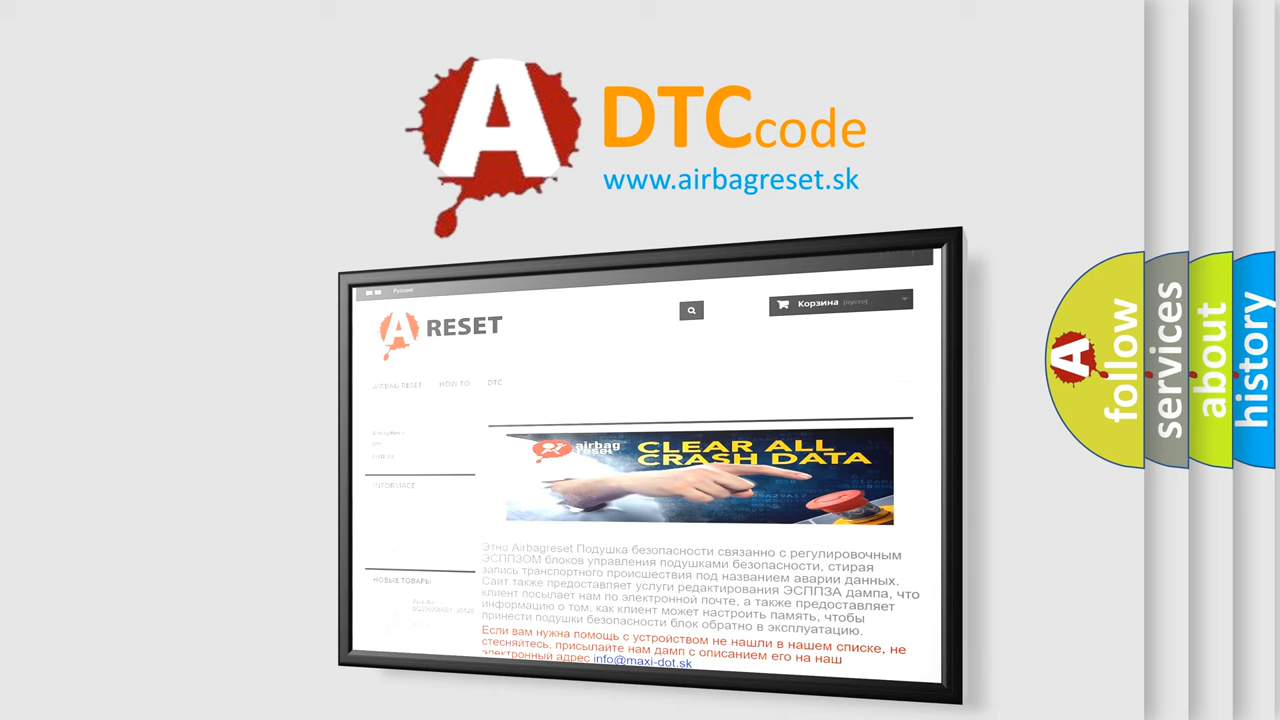 A
DTCcode
www.airbagreset.sk
Русский
Корзина (пусто)
A RESET
AIRBAG RESET HOW TO DTC
INFORMACE
airbag
reset
CLEAR ALL
CRASH DATA
Этно Airbagreset Подушка безопасности связанно с регулировочным
ЭСППЗОМ блоков управления подушками безопасности, стирая
запись транспортного происшествия под названием аварии данных.
Сайт также предоставляет услуги редактирования ЭСППЗА дампа, что
клиент посылает нам по электронной почте, а также предоставляет
информацию о том, как клиент может настроить память, чтобы
принести подушки безопасности блок обратно в эксплуатацию.
Если вам нужна помощь с устройством не нашли в нашем списке, не
стесняйтесь, присылайте нам дамп с описанием его на наш
электронный адрес info@maxi-dot.sk
НОВЫЕ ТОВАРЫ
A
follow
services
about
history